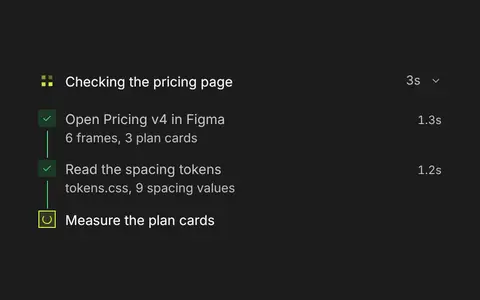 Checking the pricing page 3s
Open Pricing v4 in Figma 1.3s
6 frames, 3 plan cards
Read the spacing tokens 1.2s
tokens.css, 9 spacing values
Measure the plan cards